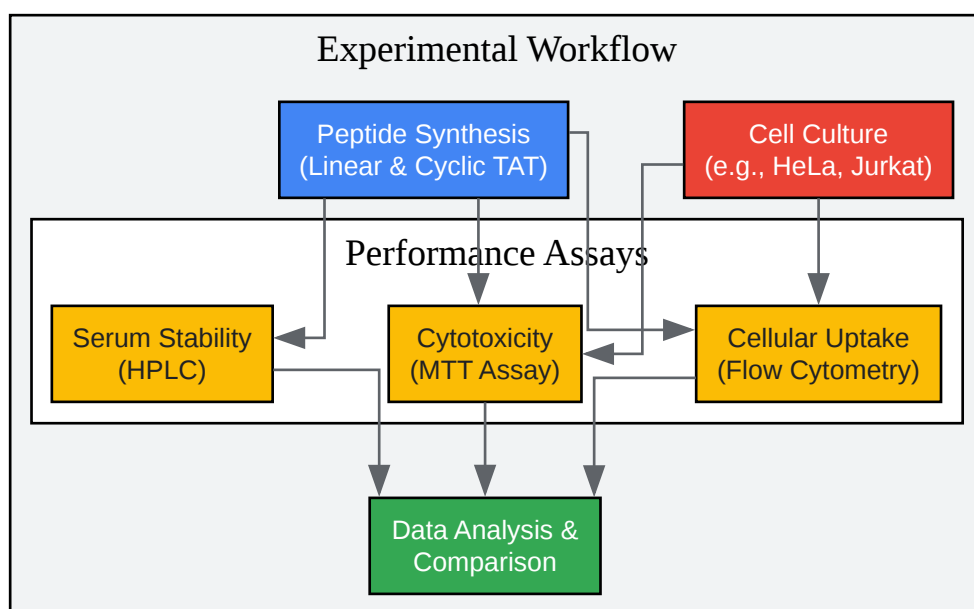 Experimental Workflow
Peptide Synthesis
(Linear & Cyclic TAT)
Cell Culture
(e.g., HeLa, Jurkat)
Performance Assays
Serum Stability
(HPLC)
Cytotoxicity
(MTT Assay)
Cellular Uptake
(Flow Cytometry)
Data Analysis &
Comparison